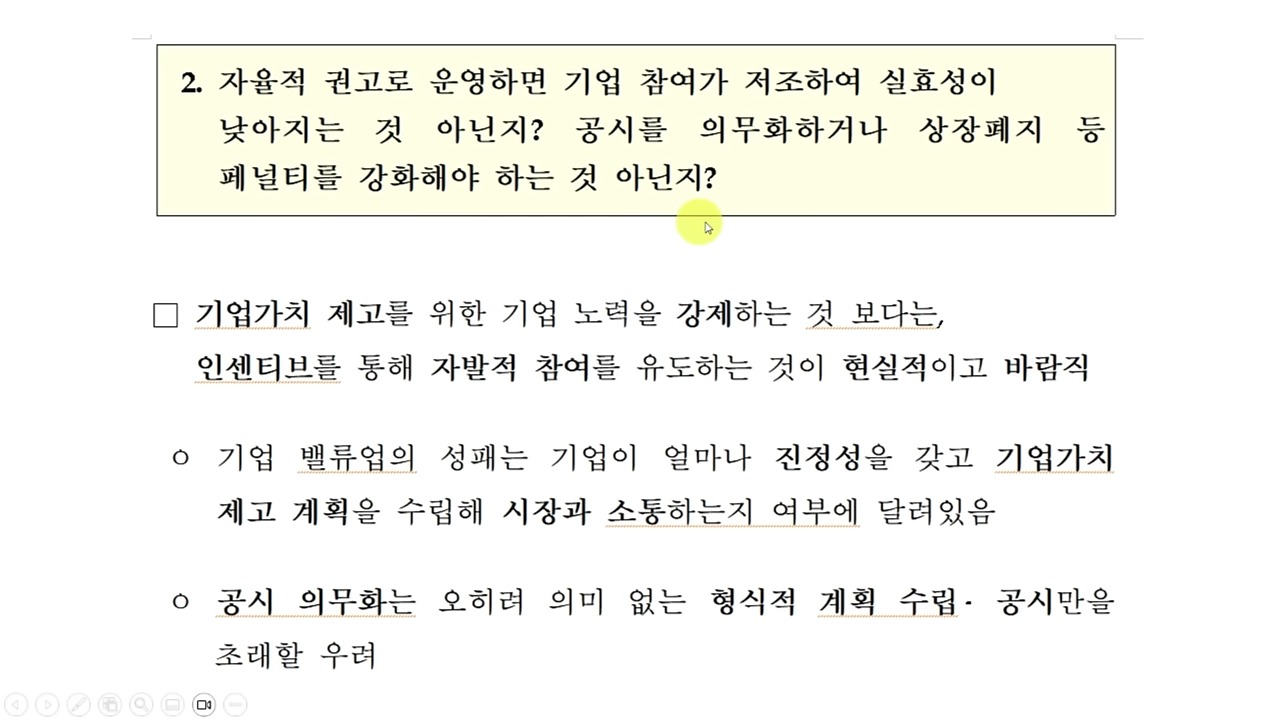 2. 자율적 권고로 운영하면 기업 참여가 저조하여 실효성이
낮아지는 것 아닌지? 공시를 의무화하거나 상장폐지 등
페널티를 강화해야 하는 것 아닌지?
□ 기업가치 제고를 위한 기업 노력을 강제하는 것 보다는,
인센티브를 통해 자발적 참여를 유도하는 것이 현실적이고 바람직
ㅇ 기업 밸류업의 성패는 기업이 얼마나 진정성을 갖고 기업가치
제고 계획을 수립해 시장과 소통하는지 여부에 달려있음
ㅇ 공시 의무화는 오히려 의미 없는 형식적 계획 수립· 공시만을
초래할 우려